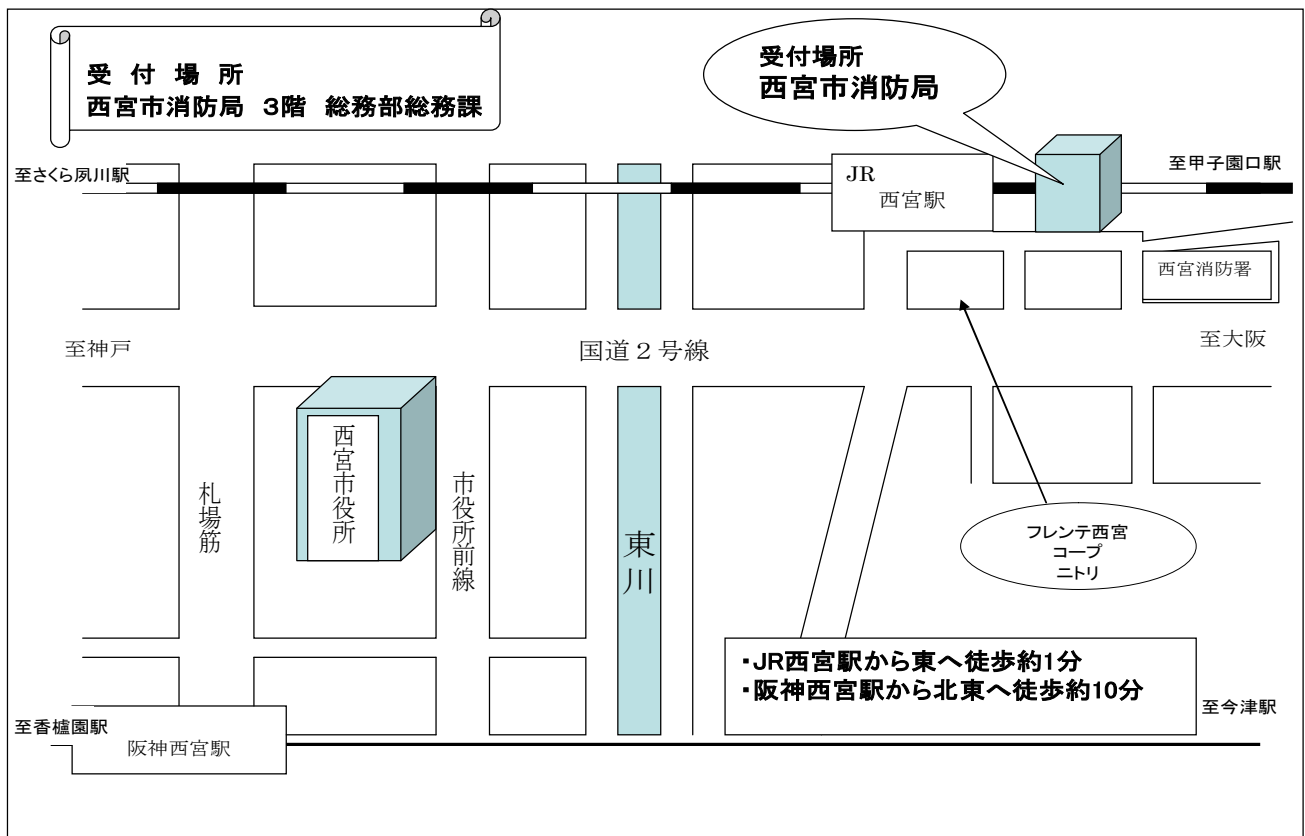 受 付 場 所
西宮市消防局 3階 総務部総務課
受付場所
西宮市消防局
至さくら夙川駅
JR
西宮駅
至甲子園口駅
西宮消防署
至神戸
国道２号線
至大阪
西宮市役所
札場筋
市役所前線
東川
フレンテ西宮
コープ
ニトリ
・JR西宮駅から東へ徒歩約1分
・阪神西宮駅から北東へ徒歩約10分
至香櫨園駅
阪神西宮駅
至今津駅